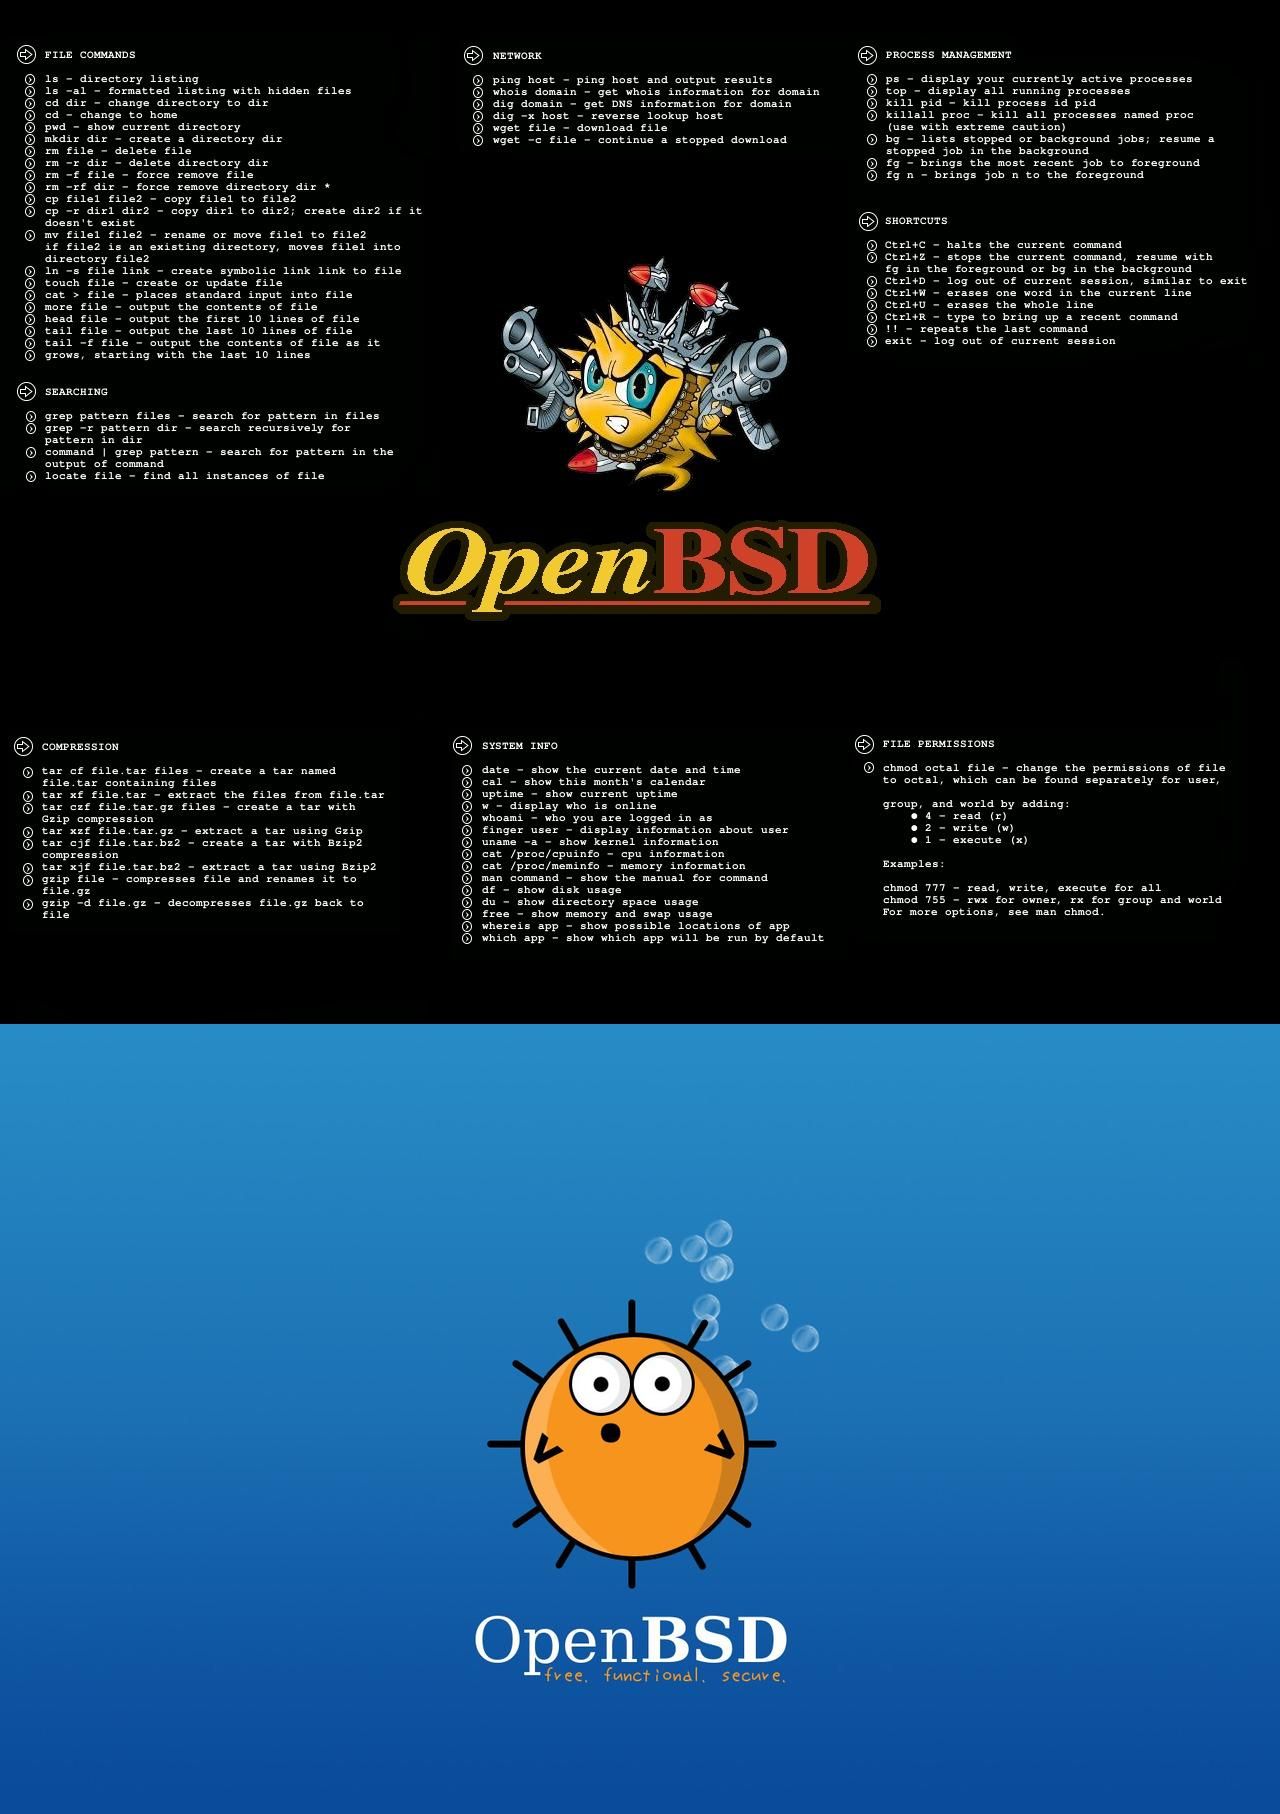 FILE COMMANDS
ls - directory listing
ls -al - formatted listing with hidden files
cd dir - change directory to dir
cd - change to home
pwd - show current directory
mkdir dir - create a directory dir
rm file - delete file
rm -r dir - delete directory dir
rm -f file - force remove file
rm -rf dir - force remove directory dir *
cp file1 file2 - copy file1 to file2
cp -r dir1 dir2 - copy dir1 to dir2; create dir2 if it
doesn't exist
mv file1 file2 - rename or move file1 to file2
if file2 is an existing directory, moves file1 into
directory file2
ln -s file link - create symbolic link link to file
touch file - create or update file
cat > file - places standard input into file
more file - output the contents of file
head file - output the first 10 lines of file
tail file - output the last 10 lines of file
tail -f file - output the contents of file as it
grows, starting with the last 10 lines
SEARCHING
grep pattern files - search for pattern in files
grep -r pattern dir - search recursively for
pattern in dir
command | grep pattern - search for pattern in the
output of command
locate file - find all instances of file
NETWORK
ping host - ping host and output results
whois domain - get whois information for domain
dig domain - get DNS information for domain
dig -x host - reverse lookup host
wget file - download file
wget -c file - continue a stopped download
PROCESS MANAGEMENT
ps - display your currently active processes
top - display all running processes
kill pid - kill process id pid
killall proc - kill all processes named proc
(use with extreme caution)
bg - lists stopped or background jobs; resume a
stopped job in the background
fg - brings the most recent job to foreground
fg n - brings job n to the foreground
SHORTCUTS
Ctrl+C - halts the current command
Ctrl+Z - stops the current command, resume with
fg in the foreground or bg in the background
Ctrl+D - log out of current session, similar to exit
Ctrl+W - erases one word in the current line
Ctrl+U - erases the whole line
Ctrl+R - type to bring up a recent command
!! - repeats the last command
exit - log out of current session
OpenBSD
COMPRESSION
tar cf file.tar files - create a tar named
file.tar containing files
tar xf file.tar - extract the files from file.tar
tar czf file.tar.gz files - create a tar with
Gzip compression
tar xzf file.tar.gz - extract a tar using Gzip
tar cjf file.tar.bz2 - create a tar with Bzip2
compression
tar xjf file.tar.bz2 - extract a tar using Bzip2
gzip file - compresses file and renames it to
file.gz
gzip -d file.gz - decompresses file.gz back to
file
SYSTEM INFO
date - show the current date and time
cal - show this month's calendar
uptime - show current uptime
w - display who is online
whoami - who you are logged in as
finger user - display information about user
uname -a - show kernel information
cat /proc/cpuinfo - cpu information
cat /proc/meminfo - memory information
man command - show the manual for command
df - show disk usage
du - show directory space usage
free - show memory and swap usage
whereis app - show possible locations of app
which app - show which app will be run by default
FILE PERMISSIONS
chmod octal file - change the permissions of file
to octal, which can be found separately for user,
group, and world by adding:
● 4 - read (r)
● 2 - write (w)
● 1 - execute (x)
Examples:
chmod 777 - read, write, execute for all
chmod 755 - rwx for owner, rx for group and world
For more options, see man chmod.
OpenBSD
free. functional. secure.